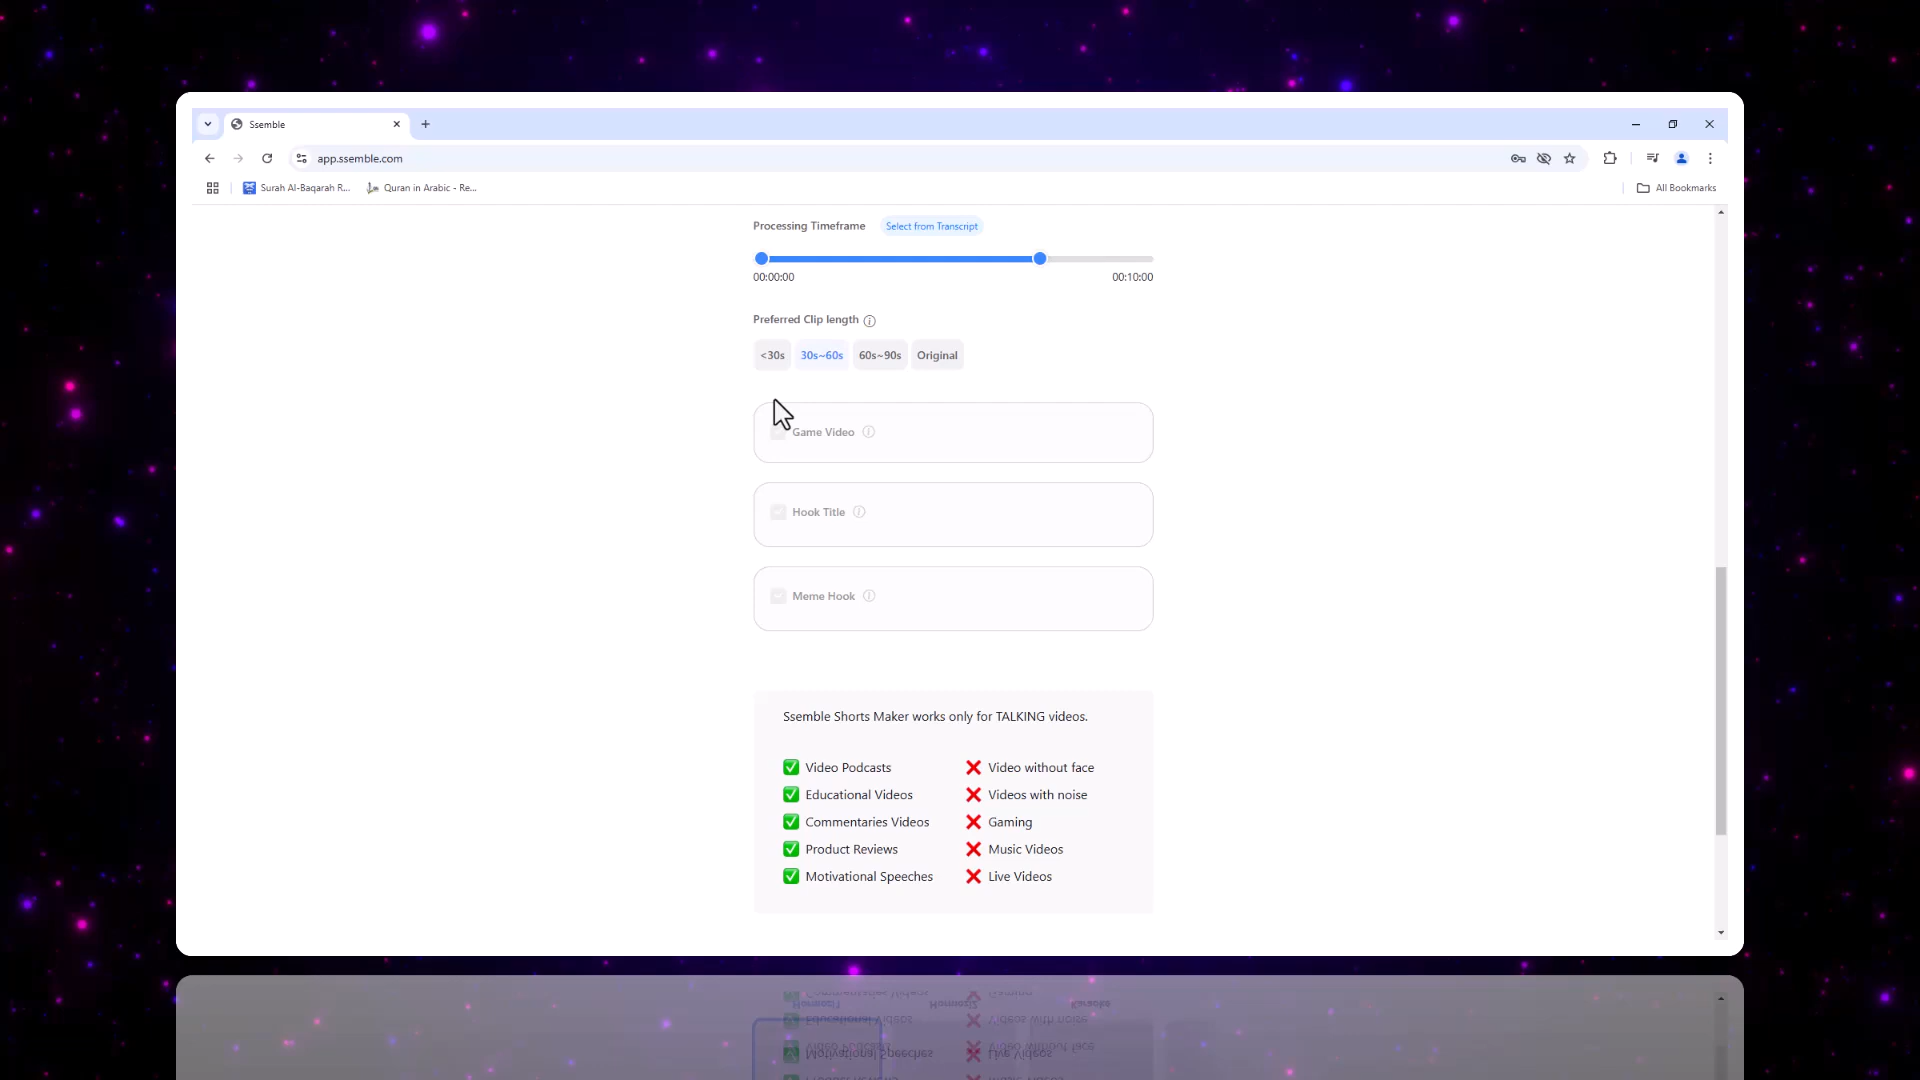 Ssemble
app.ssemble.com
Surah Al-Baqarah R...
Quran in Arabic - Re...
All Bookmarks
Processing Timeframe
Select from Transcript
00:00:00
00:10:00
Preferred Clip length
<30s
30s~60s
60s~90s
Original
Game Video
Hook Title
Meme Hook
Ssemble Shorts Maker works only for TALKING videos.
Video Podcasts
Video without face
Educational Videos
Videos with noise
Commentaries Videos
Gaming
Product Reviews
Music Videos
Motivational Speeches
Live Videos